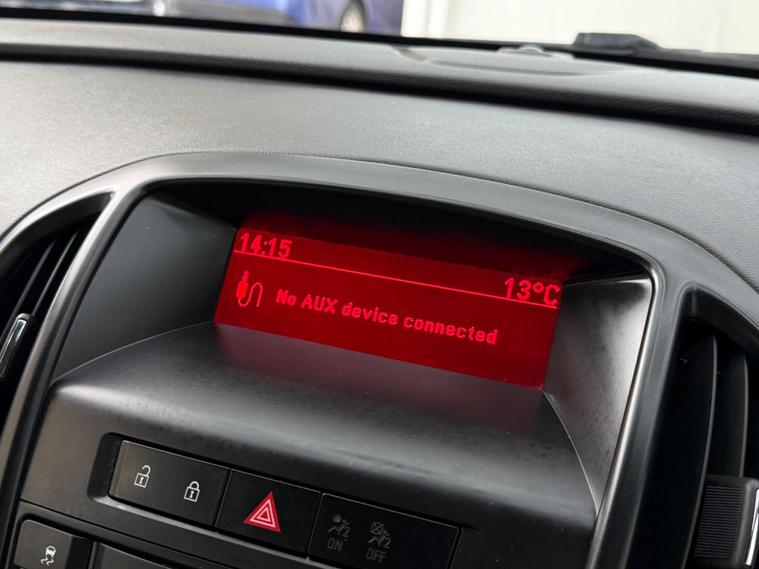 14:15
13°C
No AUX device connected
ON
OFF